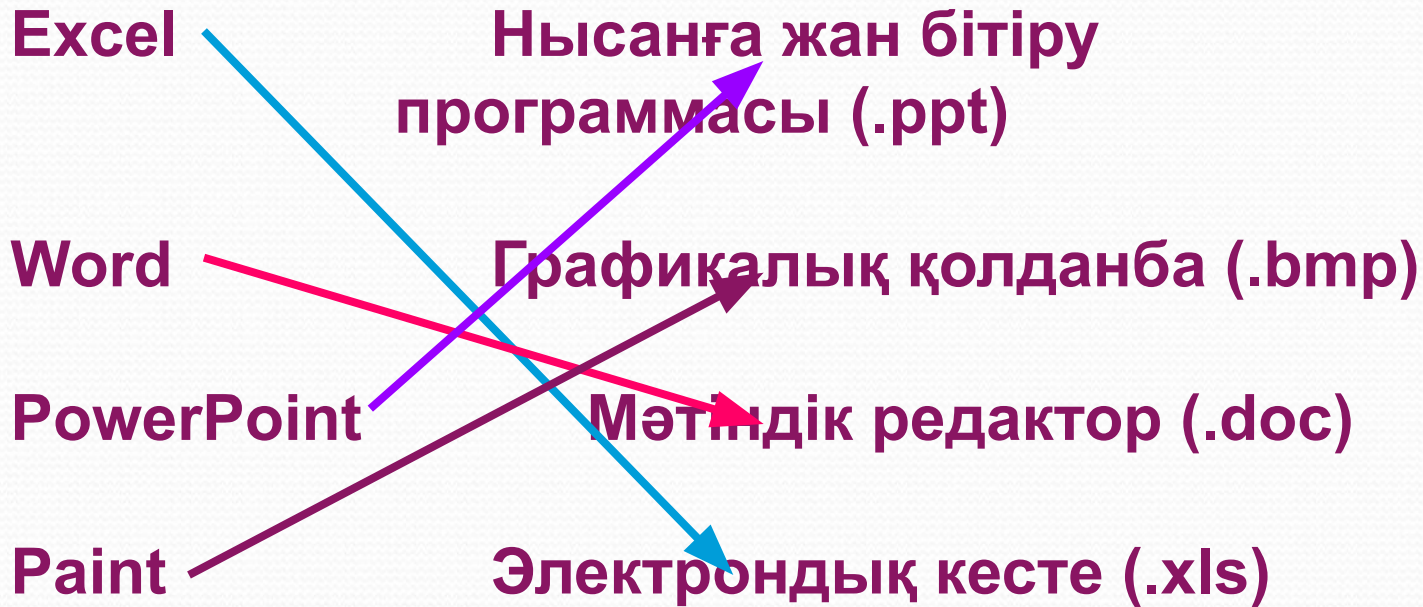 Excel Нысанға жан бітіру
программасы (.ppt)
Word Графикалық қолданба (.bmp)
PowerPoint Мәтіндік редактор (.doc)
Paint Электрондық кесте (.xls)